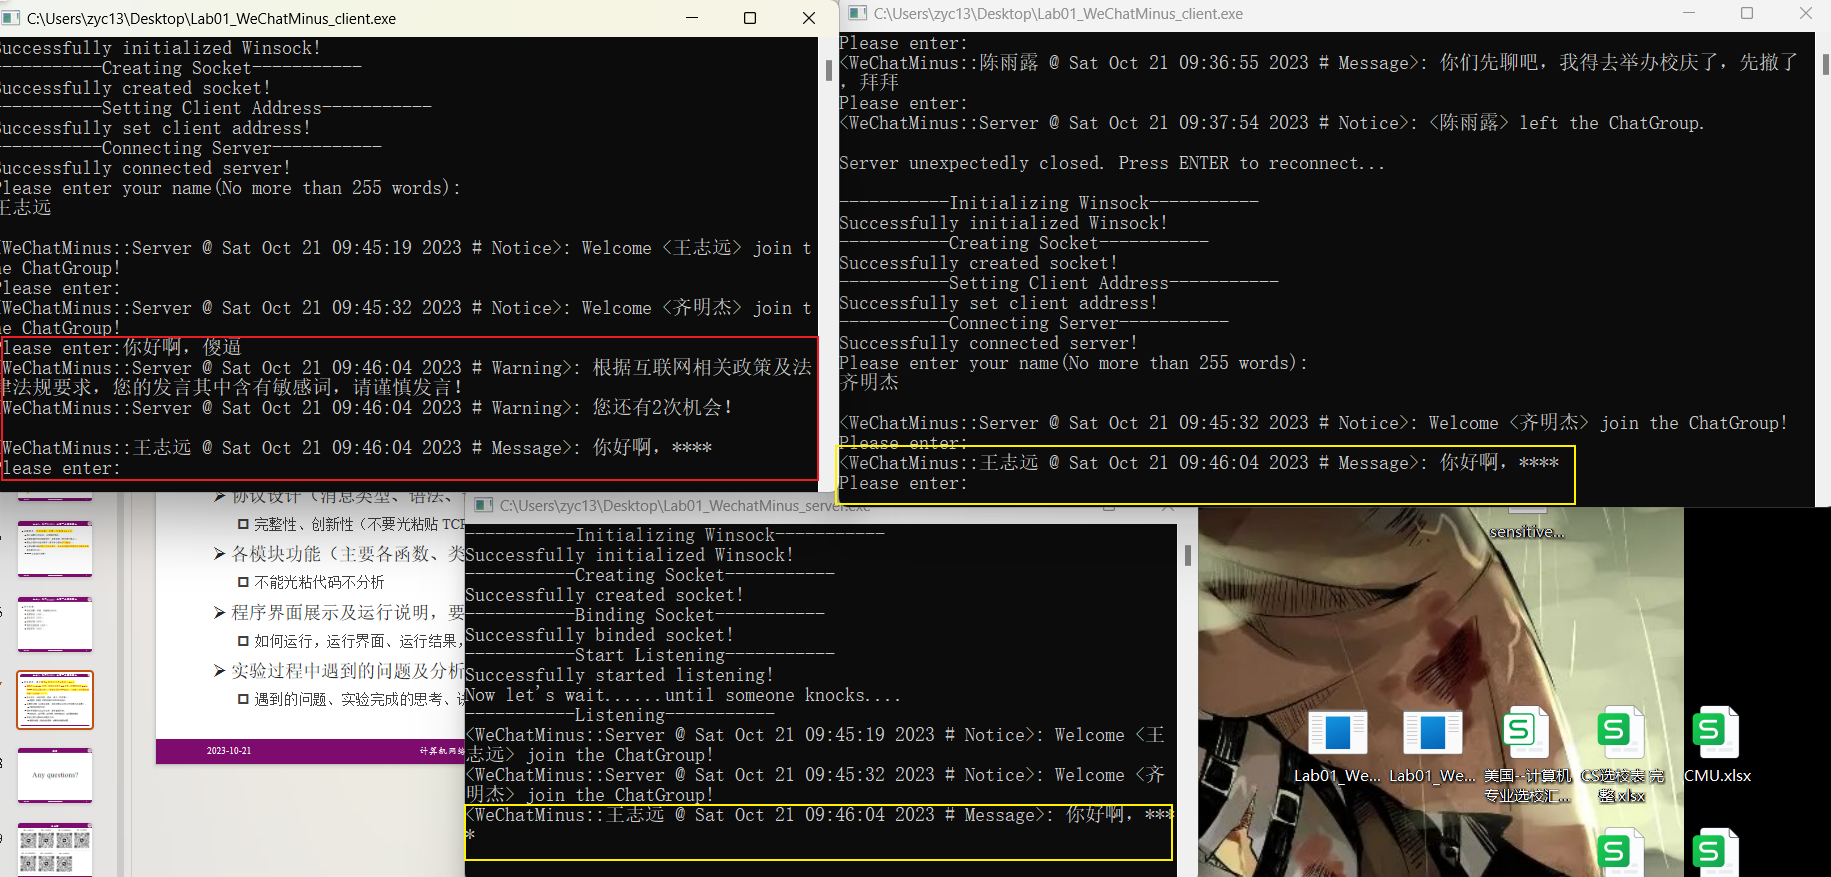 C:\Users\zyc13\Desktop\Lab01_WeChatMinus_client.exe
Successfully initialized Winsock!
-----------Creating Socket-----------
Successfully created socket!
-----------Setting Client Address-----------
Successfully set client address!
-----------Connecting Server-----------
Successfully connected server!
Please enter your name(No more than 255 words):
王志远
<WeChatMinus::Server @ Sat Oct 21 09:45:19 2023 # Notice>: Welcome <王志远> join t
he ChatGroup!
Please enter:
<WeChatMinus::Server @ Sat Oct 21 09:45:32 2023 # Notice>: Welcome <齐明杰> join t
he ChatGroup!
Please enter:你好啊，傻逼
<WeChatMinus::Server @ Sat Oct 21 09:46:04 2023 # Warning>: 根据互联网相关政策及法
律法规要求，您的发言其中含有敏感词，请谨慎发言!
<WeChatMinus::Server @ Sat Oct 21 09:46:04 2023 # Warning>: 您还有2次机会!
<WeChatMinus::王志远 @ Sat Oct 21 09:46:04 2023 # Message>: 你好啊，****
Please enter:
C:\Users\zyc13\Desktop\Lab01_WeChatMinus_client.exe
Please enter:
<WeChatMinus::陈雨露 @ Sat Oct 21 09:36:55 2023 # Message>: 你们先聊吧，我得去举办校庆了，先撤了
，拜拜
Please enter:
<WeChatMinus::Server @ Sat Oct 21 09:37:54 2023 # Notice>: <陈雨露> left the ChatGroup.
Server unexpectedly closed. Press ENTER to reconnect...
-----------Initializing Winsock-----------
Successfully initialized Winsock!
-----------Creating Socket-----------
Successfully created socket!
-----------Setting Client Address-----------
Successfully set client address!
-----------Connecting Server-----------
Successfully connected server!
Please enter your name(No more than 255 words):
齐明杰
<WeChatMinus::Server @ Sat Oct 21 09:45:32 2023 # Notice>: Welcome <齐明杰> join the ChatGroup!
Please enter:
<WeChatMinus::王志远 @ Sat Oct 21 09:46:04 2023 # Message>: 你好啊，****
Please enter:
协议设计（消息类型、语法、
完整性、创新性（不要光粘贴 TCP
各模块功能（主要各函数、类
不能光粘代码不分析
程序界面展示及运行说明，要
如何运行，运行界面、运行结果，
实验过程中遇到的问题及分析
遇到的问题、实验完成的思考、
2023-10-21
计算机网络
Any questions?
C:\Users\zyc13\Desktop\Lab01_WechatMinus_server.exe
-----------Initializing Winsock-----------
Successfully initialized Winsock!
-----------Creating Socket-----------
Successfully created socket!
-----------Binding Socket-----------
Successfully binded socket!
-----------Start Listening-----------
Successfully started listening!
Now let's wait......until someone knocks....
-----------Listening-----------
<WeChatMinus::Server @ Sat Oct 21 09:45:19 2023 # Notice>: Welcome <王
志远> join the ChatGroup!
<WeChatMinus::Server @ Sat Oct 21 09:45:32 2023 # Notice>: Welcome <齐
明杰> join the ChatGroup!
<WeChatMinus::王志远 @ Sat Oct 21 09:46:04 2023 # Message>: 你好啊，***
*
sensitive...
Lab01_We...
Lab01_We...
美国--计算机
专业选校汇...
CS选校表 完
整.xlsx
CMU.xlsx